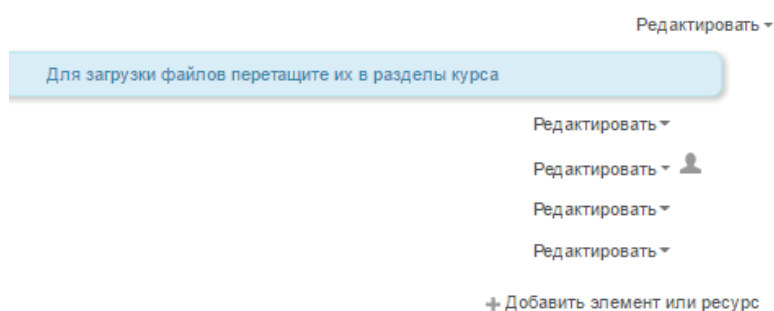 Редактировать
Для загрузки файлов перетащите их в разделы курса
Редактировать
Редактировать
Редактировать
Редактировать
Добавить элемент или ресурс